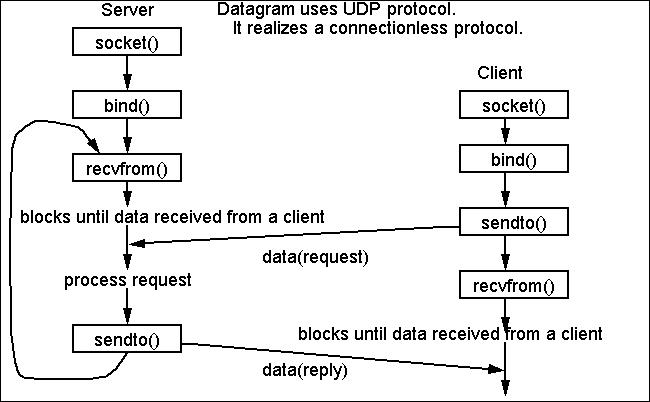 Server
Datagram uses UDP protocol.
It realizes a connectionless protocol.
socket()
bind()
recvfrom()
blocks until data received from a client
process request
sendto()
Client
socket()
bind()
sendto()
data(request)
recvfrom()
blocks until data received from a client
data(reply)